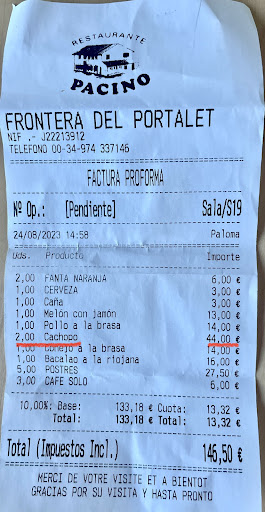 RESTAURANTE
PACINO
FRONTERA DEL PORTALET
NIF .- J22213912
TELEFONO 00-34-974 337146
FACTURA PROFORMA
Nº Op.: [Pendiente] Sala/S19
24/08/2023 14:58 Paloma
Uds. Producto Importe
2,00 FANTA NARANJA 6,00 €
1,00 CERVEZA 3,00 €
1,00 Caña 3,00 €
1,00 Melón con jamón 13,00 €
1,00 Pollo a la brasa 14,00 €
2,00 Cachopo 44,00 €
1,00 Conejo a la brasa 14,00 €
1,00 Bacalao a la riojana 16,00 €
5,00 POSTRES 27,50 €
3,00 CAFE SOLO 6,00 €
10,00%: Base: 133,18 € Cuota: 13,32 €
Total: 133,18 € Total: 13,32 €
Total (Impuestos Incl.) 146,50 €
MERCI DE VOTRE VISITE ET A BIENTOT
GRACIAS POR SU VISITA Y HASTA PRONTO